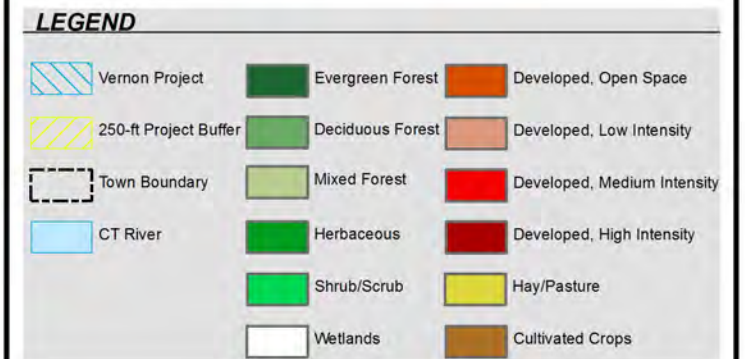 LEGEND
Vernon Project
Evergreen Forest
Developed, Open Space
250-ft Project Buffer
Deciduous Forest
Developed, Low Intensity
Town Boundary
Mixed Forest
Developed, Medium Intensity
CT River
Herbaceous
Developed, High Intensity
Shrub/Scrub
Hay/Pasture
Wetlands
Cultivated Crops